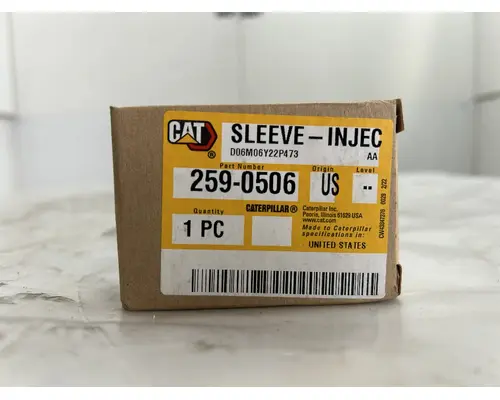 CAT ® SLEEVE-INJEC
D06M06Y22P473 AA
Part Number Origin Level
259-0506 US --
Quantity CATERPILLAR® Caterpillar Inc.
Peoria, Illinois 61629 USA
www.cat.com
1 PC Made to Caterpillar
specifications in:
UNITED STATES